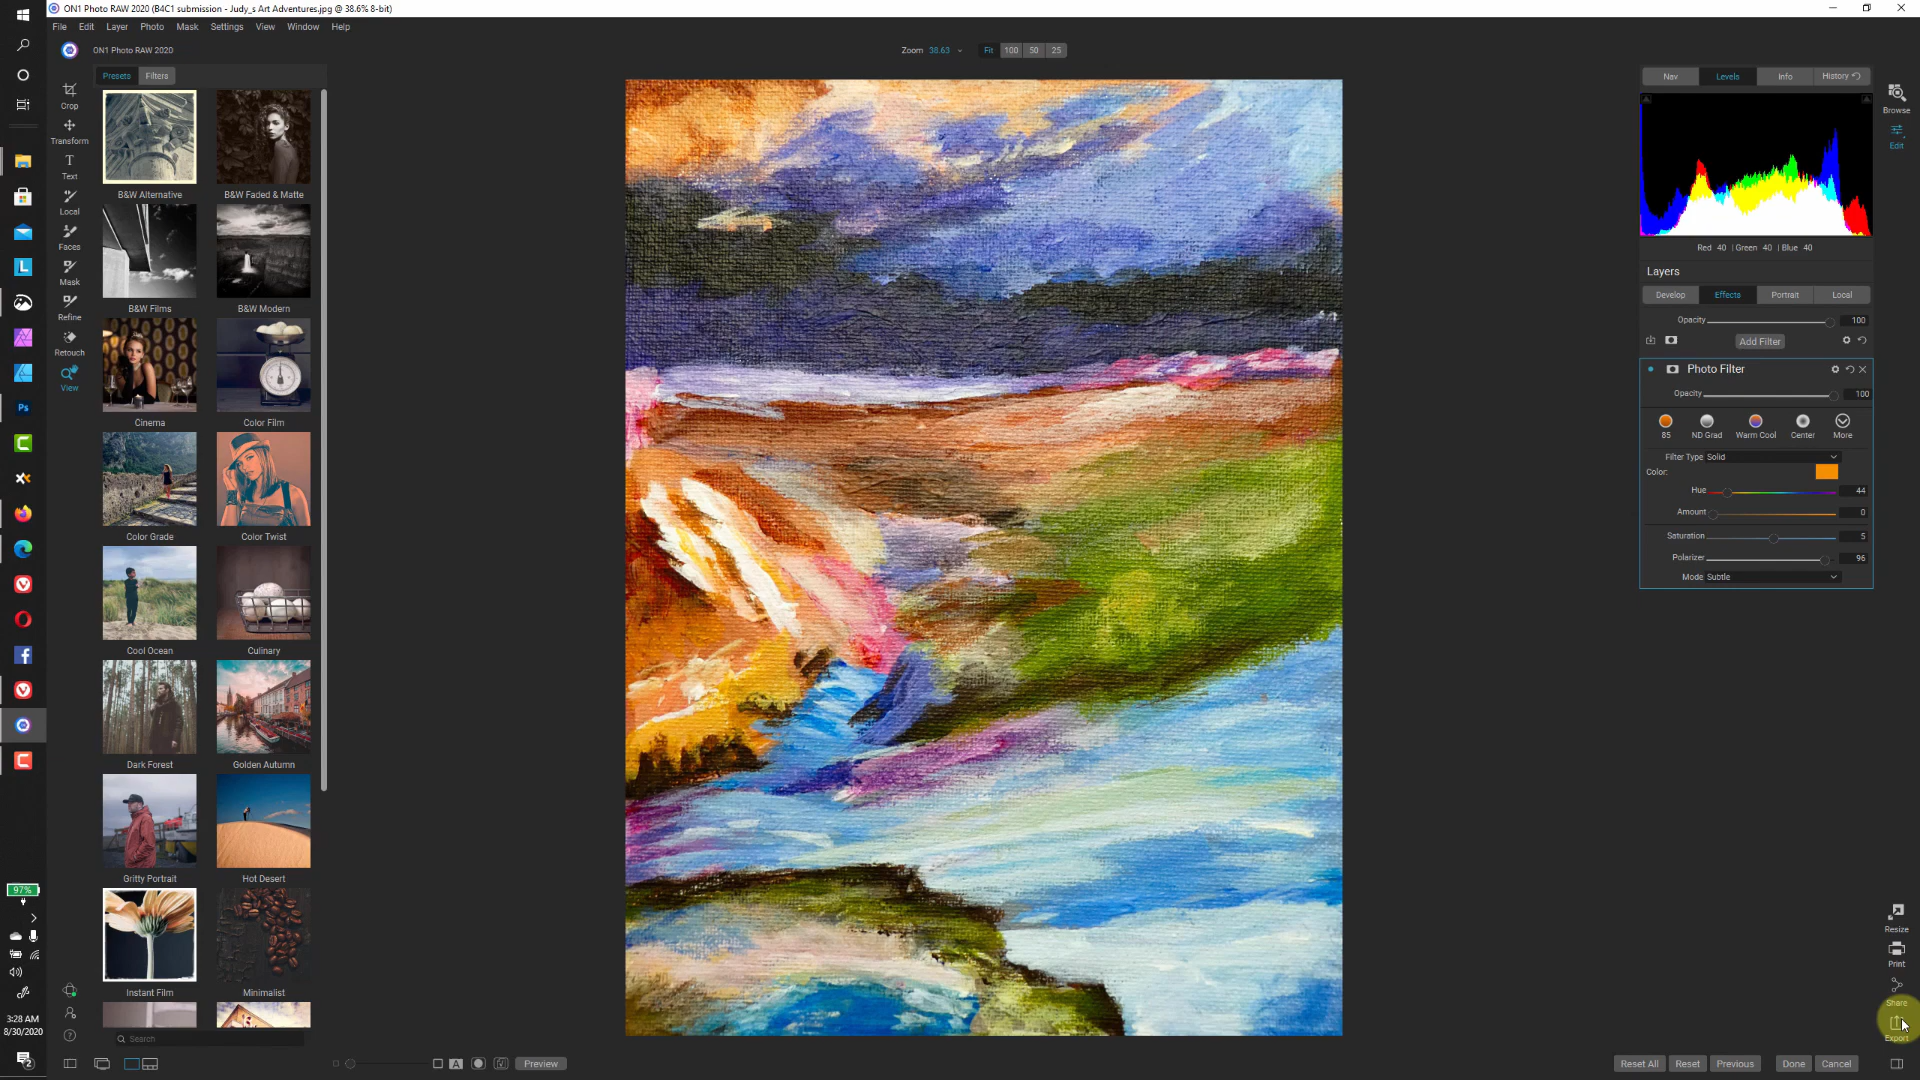 ON1 Photo RAW 2020 (B4C1 submission - Judy_s Art Adventures.jpg @ 38.6% 8-bit)
File Edit Layer Photo Mask Settings View Window Help
ON1 Photo RAW 2020
Zoom 38.63 Fit 100 50 25
Presets Filters
Nav Levels Info History
Crop
Transform
Text
Local
Faces
Mask
Refine
Retouch
View
B&W Alternative B&W Faded & Matte
B&W Films B&W Modern
Cinema Color Film
Color Grade Color Twist
Cool Ocean Culinary
Dark Forest Golden Autumn
Gritty Portrait Hot Desert
Instant Film Minimalist
Search
Browse
Edit
Red 40 | Green 40 | Blue 40
Layers
Develop Effects Portrait Local
Opacity 100
Add Filter
Photo Filter
Opacity 100
85 ND Grad Warm Cool Center More
Filter Type Solid
Color:
Hue 44
Amount 0
Saturation 5
Polarizer 96
Mode Subtle
Resize
Print
Share
Export
97%
3:28 AM
8/30/2020
2
A Preview
Reset All Reset Previous Done Cancel
Ps